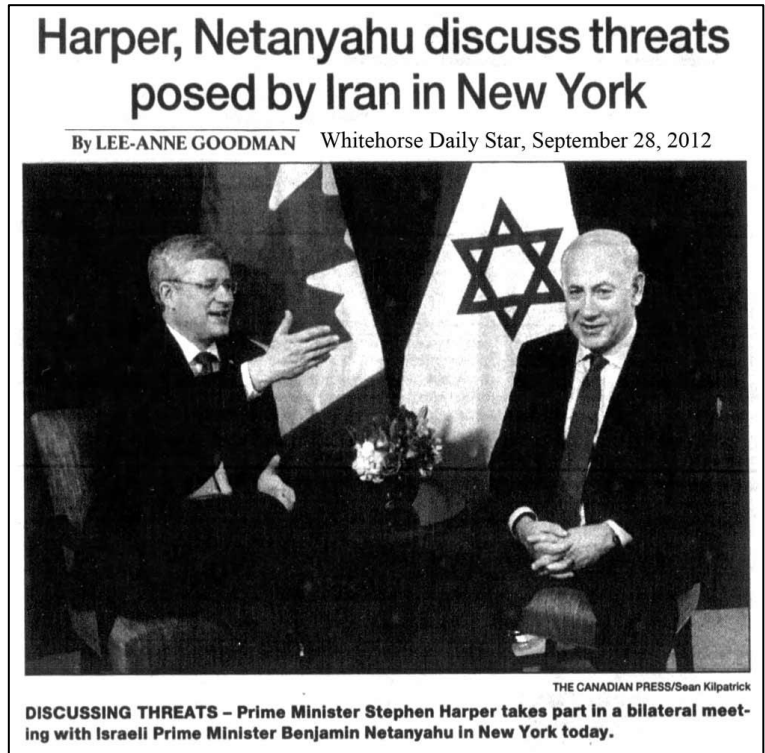 Harper, Netanyahu discuss threats
posed by Iran in New York
By LEE-ANNE GOODMAN Whitehorse Daily Star, September 28, 2012
THE CANADIAN PRESS/Sean Kilpatrick
DISCUSSING THREATS – Prime Minister Stephen Harper takes part in a bilateral meet-
ing with Israeli Prime Minister Benjamin Netanyahu in New York today.